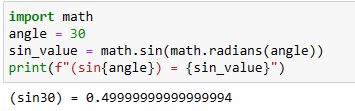 import math
angle = 30
sin_value = math.sin(math.radians(angle))
print(f"(sin{angle}) = {sin_value}")
(sin30) = 0.49999999999999994